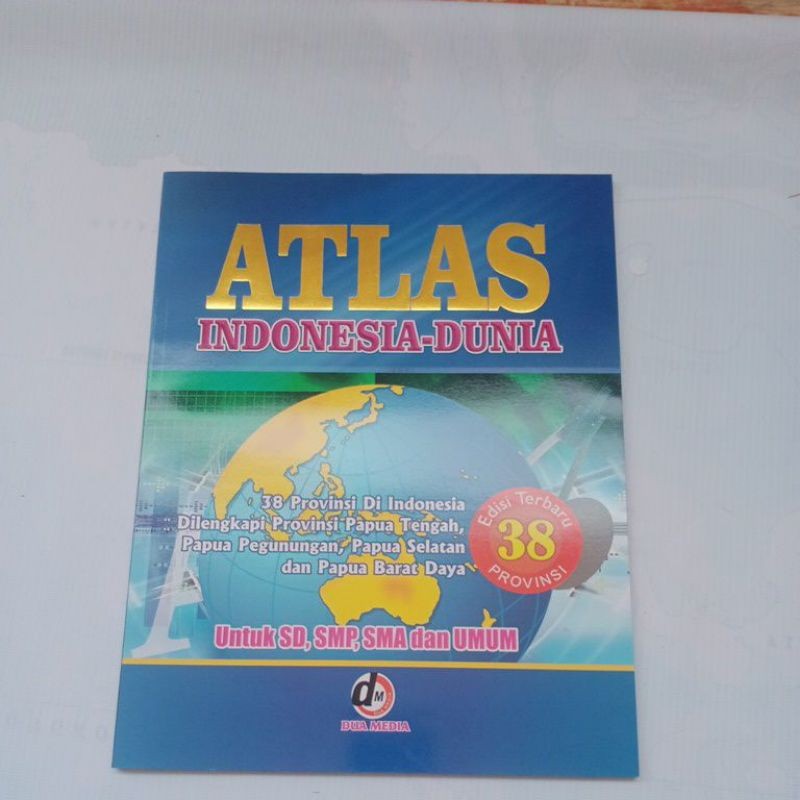 ATLAS
INDONESIA-DUNIA
38 Provinsi Di Indonesia
Dilengkapi Provinsi Papua Tengah,
Papua Pegunungan, Papua Selatan
dan Papua Barat Daya
Edisi Terbaru
38
PROVINSI
Untuk SD, SMP, SMA dan UMUM
dM
DUA MEDIA